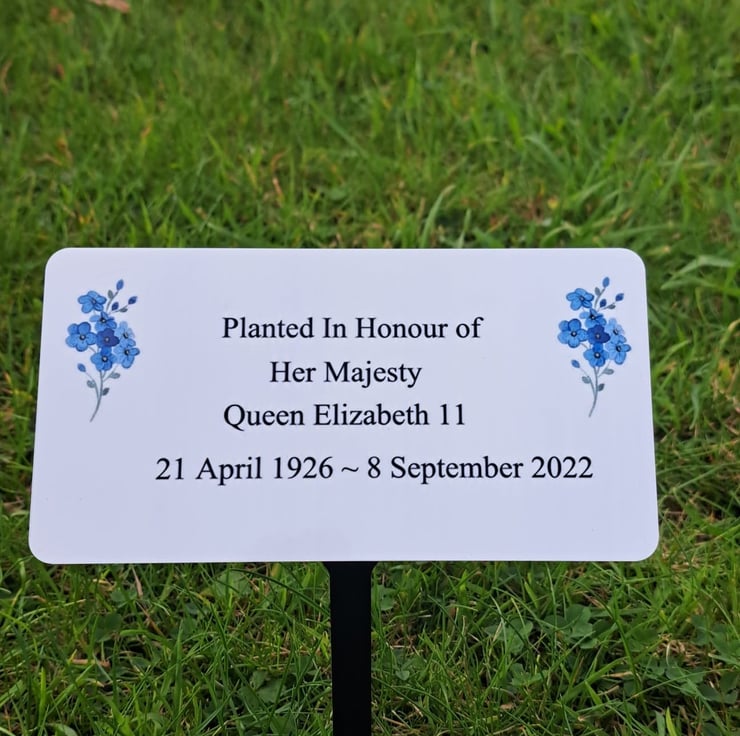 Planted In Honour of
Her Majesty
Queen Elizabeth 11
21 April 1926 ~ 8 September 2022